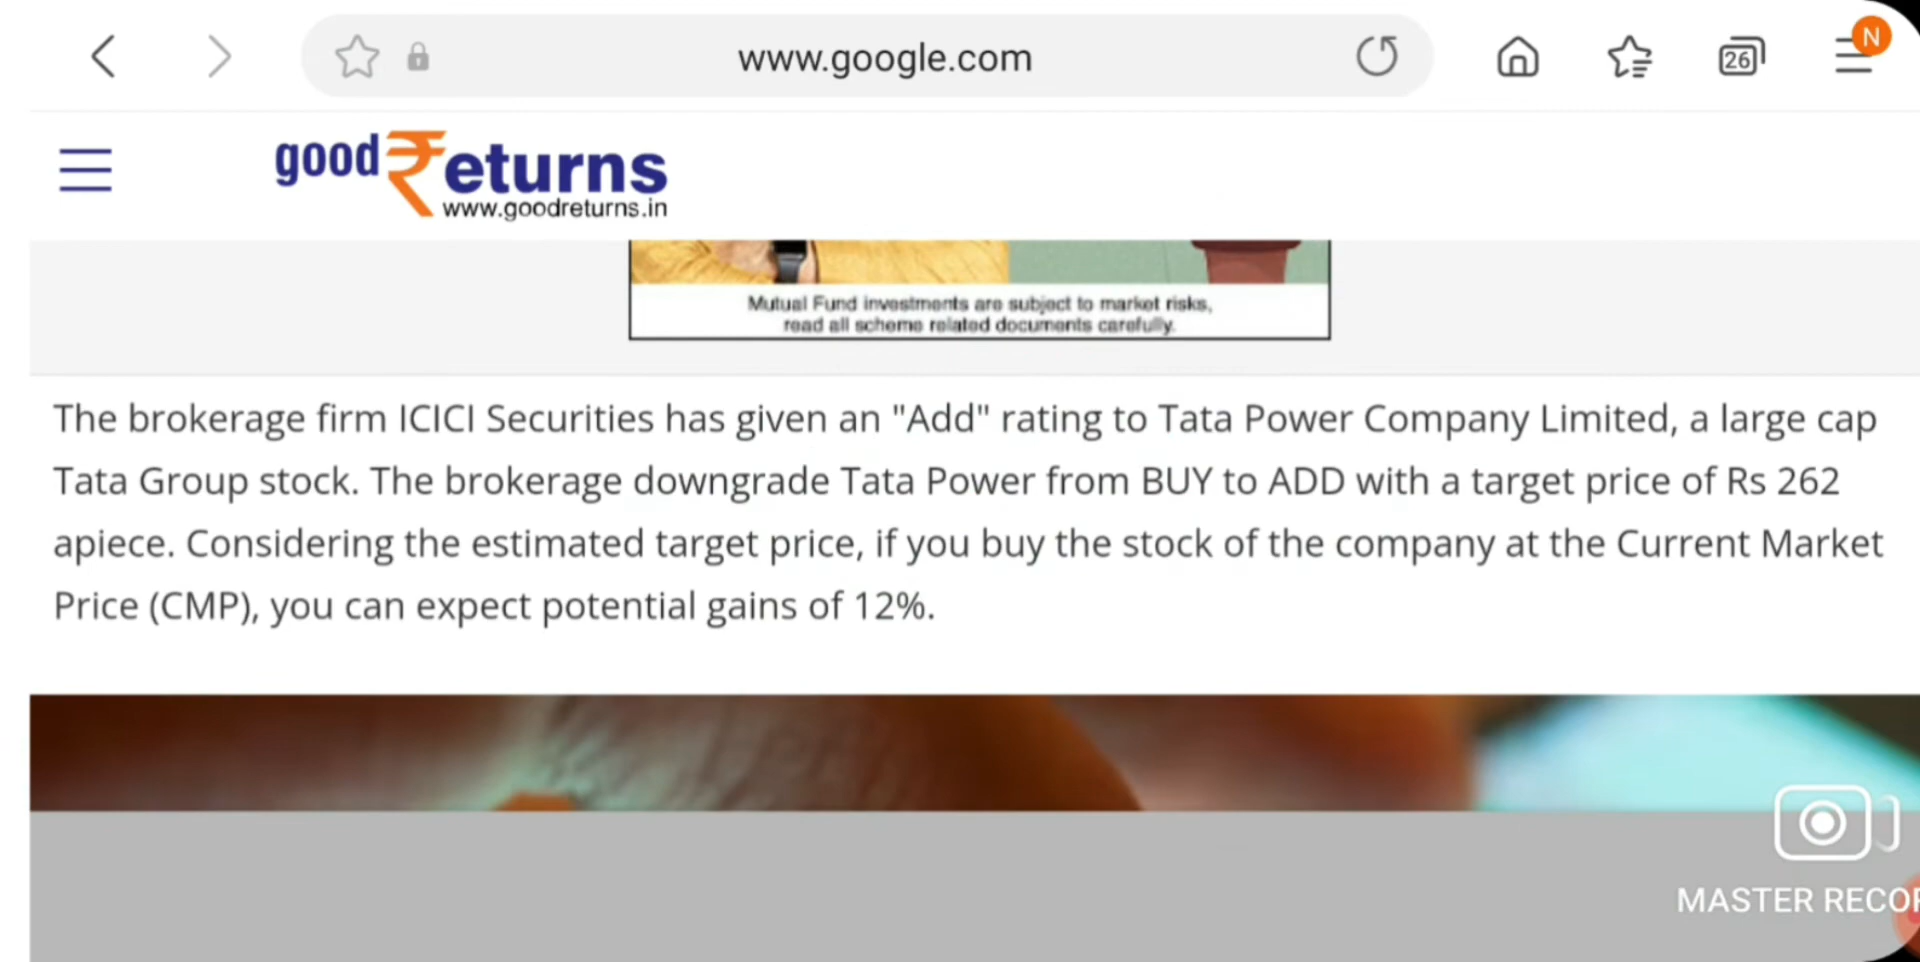 www.google.com
26
N
good₹eturns
www.goodreturns.in
Mutual Fund investments are subject to market risks,
read all scheme related documents carefully.
The brokerage firm ICICI Securities has given an "Add" rating to Tata Power Company Limited, a large cap
Tata Group stock. The brokerage downgrade Tata Power from BUY to ADD with a target price of Rs 262
apiece. Considering the estimated target price, if you buy the stock of the company at the Current Market
Price (CMP), you can expect potential gains of 12%.
MASTER RECOR